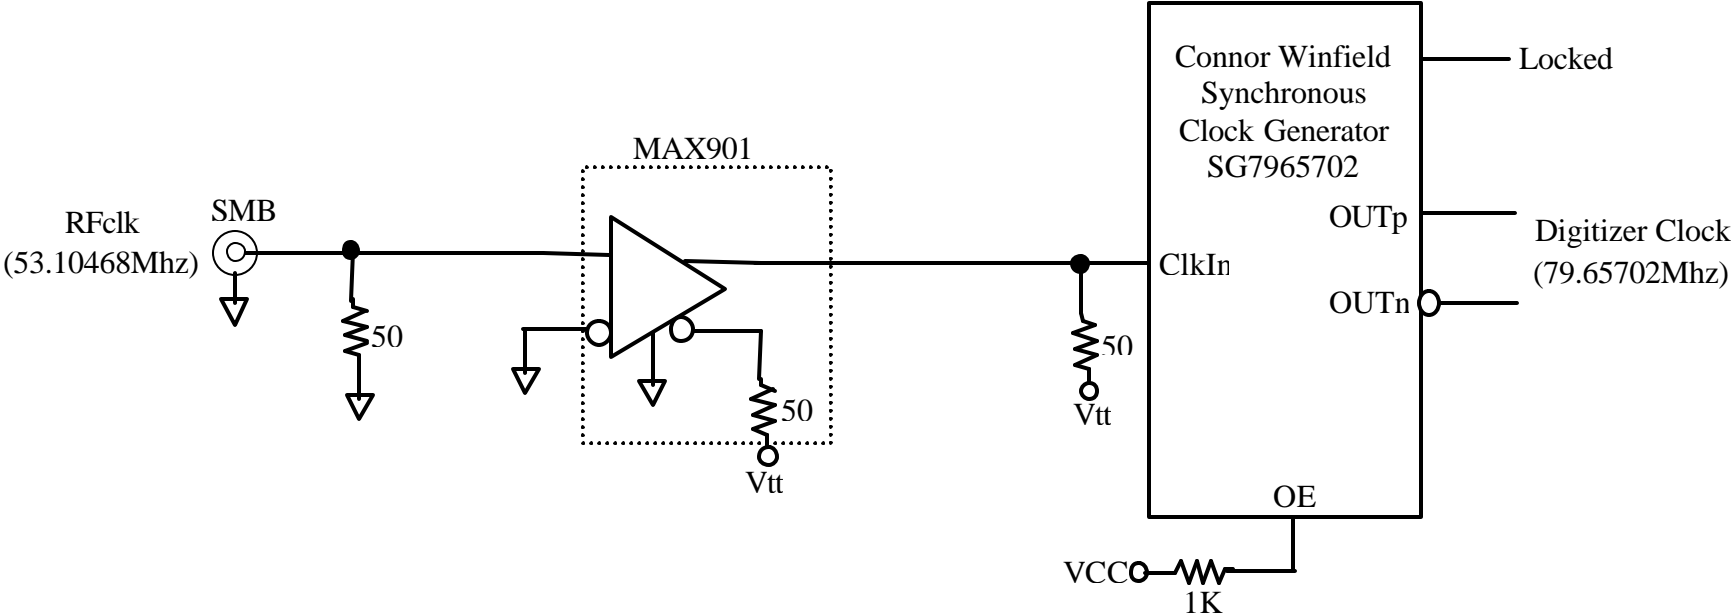 Connor Winfield
Synchronous
Clock Generator
SG7965702
Locked
MAX901
RFclk
(53.10468Mhz)
SMB
OUTp
Digitizer Clock
(79.65702Mhz)
ClkIn
OUTn
50
50
Vtt
50
Vtt
OE
VCC
1K